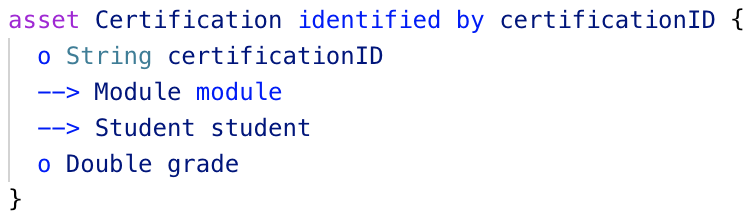 asset Certification identified by certificationID {
o String certificationID
--> Module module
--> Student student
o Double grade
}